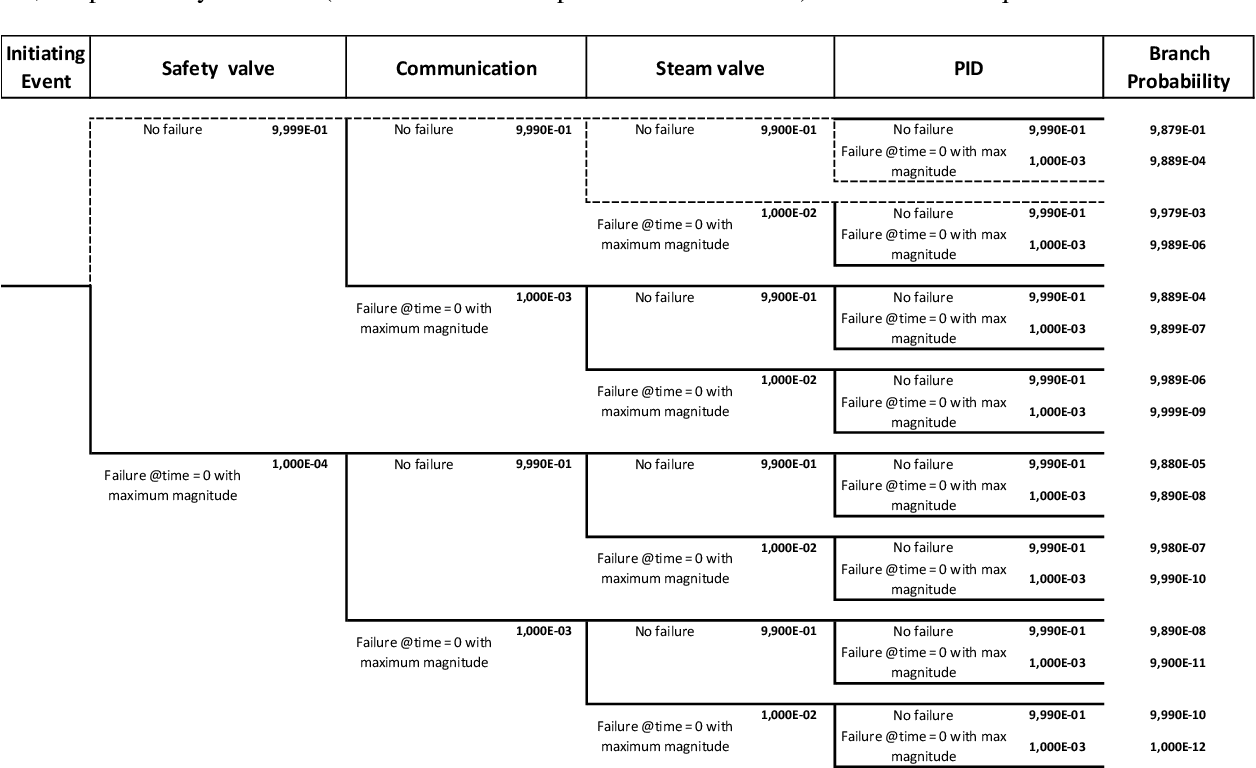 Initiating Event
Safety valve
Communication
Steam valve
PID
Branch Probabiility
No failure 9,999E-01 No failure 9,990E-01 No failure 9,900E-01 No failure 9,990E-01 9,879E-01
Failure @time = 0 with max magnitude 1,000E-03 9,889E-04
Failure @time = 0 with maximum magnitude 1,000E-02 No failure 9,990E-01 9,979E-03
Failure @time = 0 with max magnitude 1,000E-03 9,989E-06
Failure @time = 0 with maximum magnitude 1,000E-03 No failure 9,900E-01 No failure 9,990E-01 9,889E-04
Failure @time = 0 with max magnitude 1,000E-03 9,899E-07
Failure @time = 0 with maximum magnitude 1,000E-02 No failure 9,990E-01 9,989E-06
Failure @time = 0 with max magnitude 1,000E-03 9,999E-09
Failure @time = 0 with maximum magnitude 1,000E-04 No failure 9,990E-01 No failure 9,900E-01 No failure 9,990E-01 9,880E-05
Failure @time = 0 with max magnitude 1,000E-03 9,890E-08
Failure @time = 0 with maximum magnitude 1,000E-02 No failure 9,990E-01 9,980E-07
Failure @time = 0 with max magnitude 1,000E-03 9,990E-10
Failure @time = 0 with maximum magnitude 1,000E-03 No failure 9,900E-01 No failure 9,990E-01 9,890E-08
Failure @time = 0 with max magnitude 1,000E-03 9,900E-11
Failure @time = 0 with maximum magnitude 1,000E-02 No failure 9,990E-01 9,990E-10
Failure @time = 0 with max magnitude 1,000E-03 1,000E-12